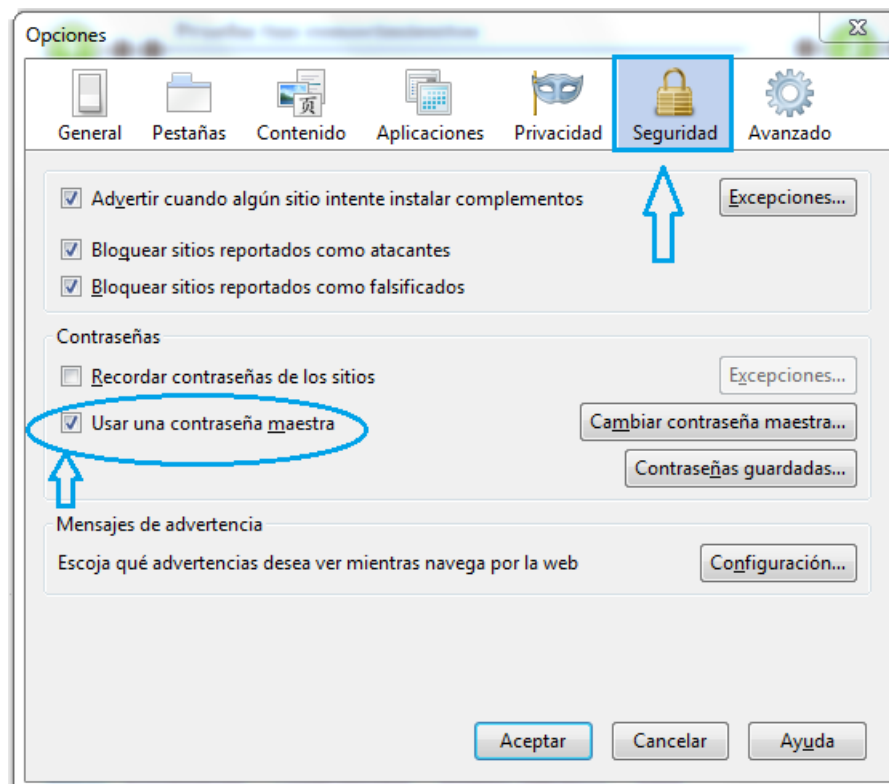 Opciones
General Pestañas Contenido Aplicaciones Privacidad Seguridad Avanzado
页
Advertir cuando algún sitio intente instalar complementos Excepciones...
Bloquear sitios reportados como atacantes
Bloquear sitios reportados como falsificados
Contraseñas
Recordar contraseñas de los sitios Excepciones...
Usar una contraseña maestra Cambiar contraseña maestra...
Contraseñas guardadas...
Mensajes de advertencia
Escoja qué advertencias desea ver mientras navega por la web Configuración...
Aceptar Cancelar Ayuda